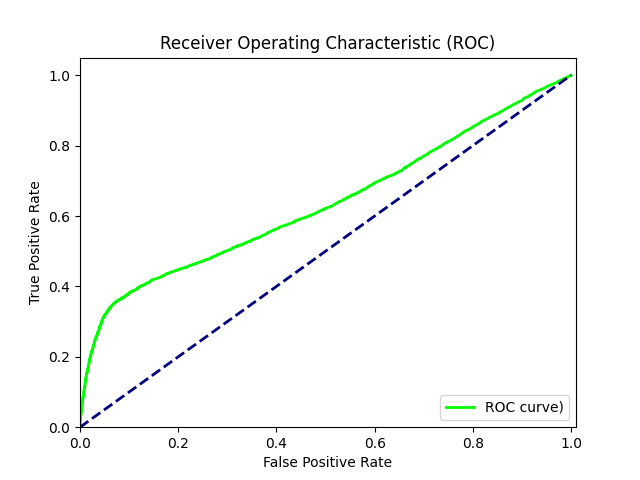 Receiver Operating Characteristic (ROC)
1.0
0.8
0.6
0.4
0.2
0.0
True Positive Rate
ROC curve)
0.0 0.2 0.4 0.6 0.8 1.0
False Positive Rate